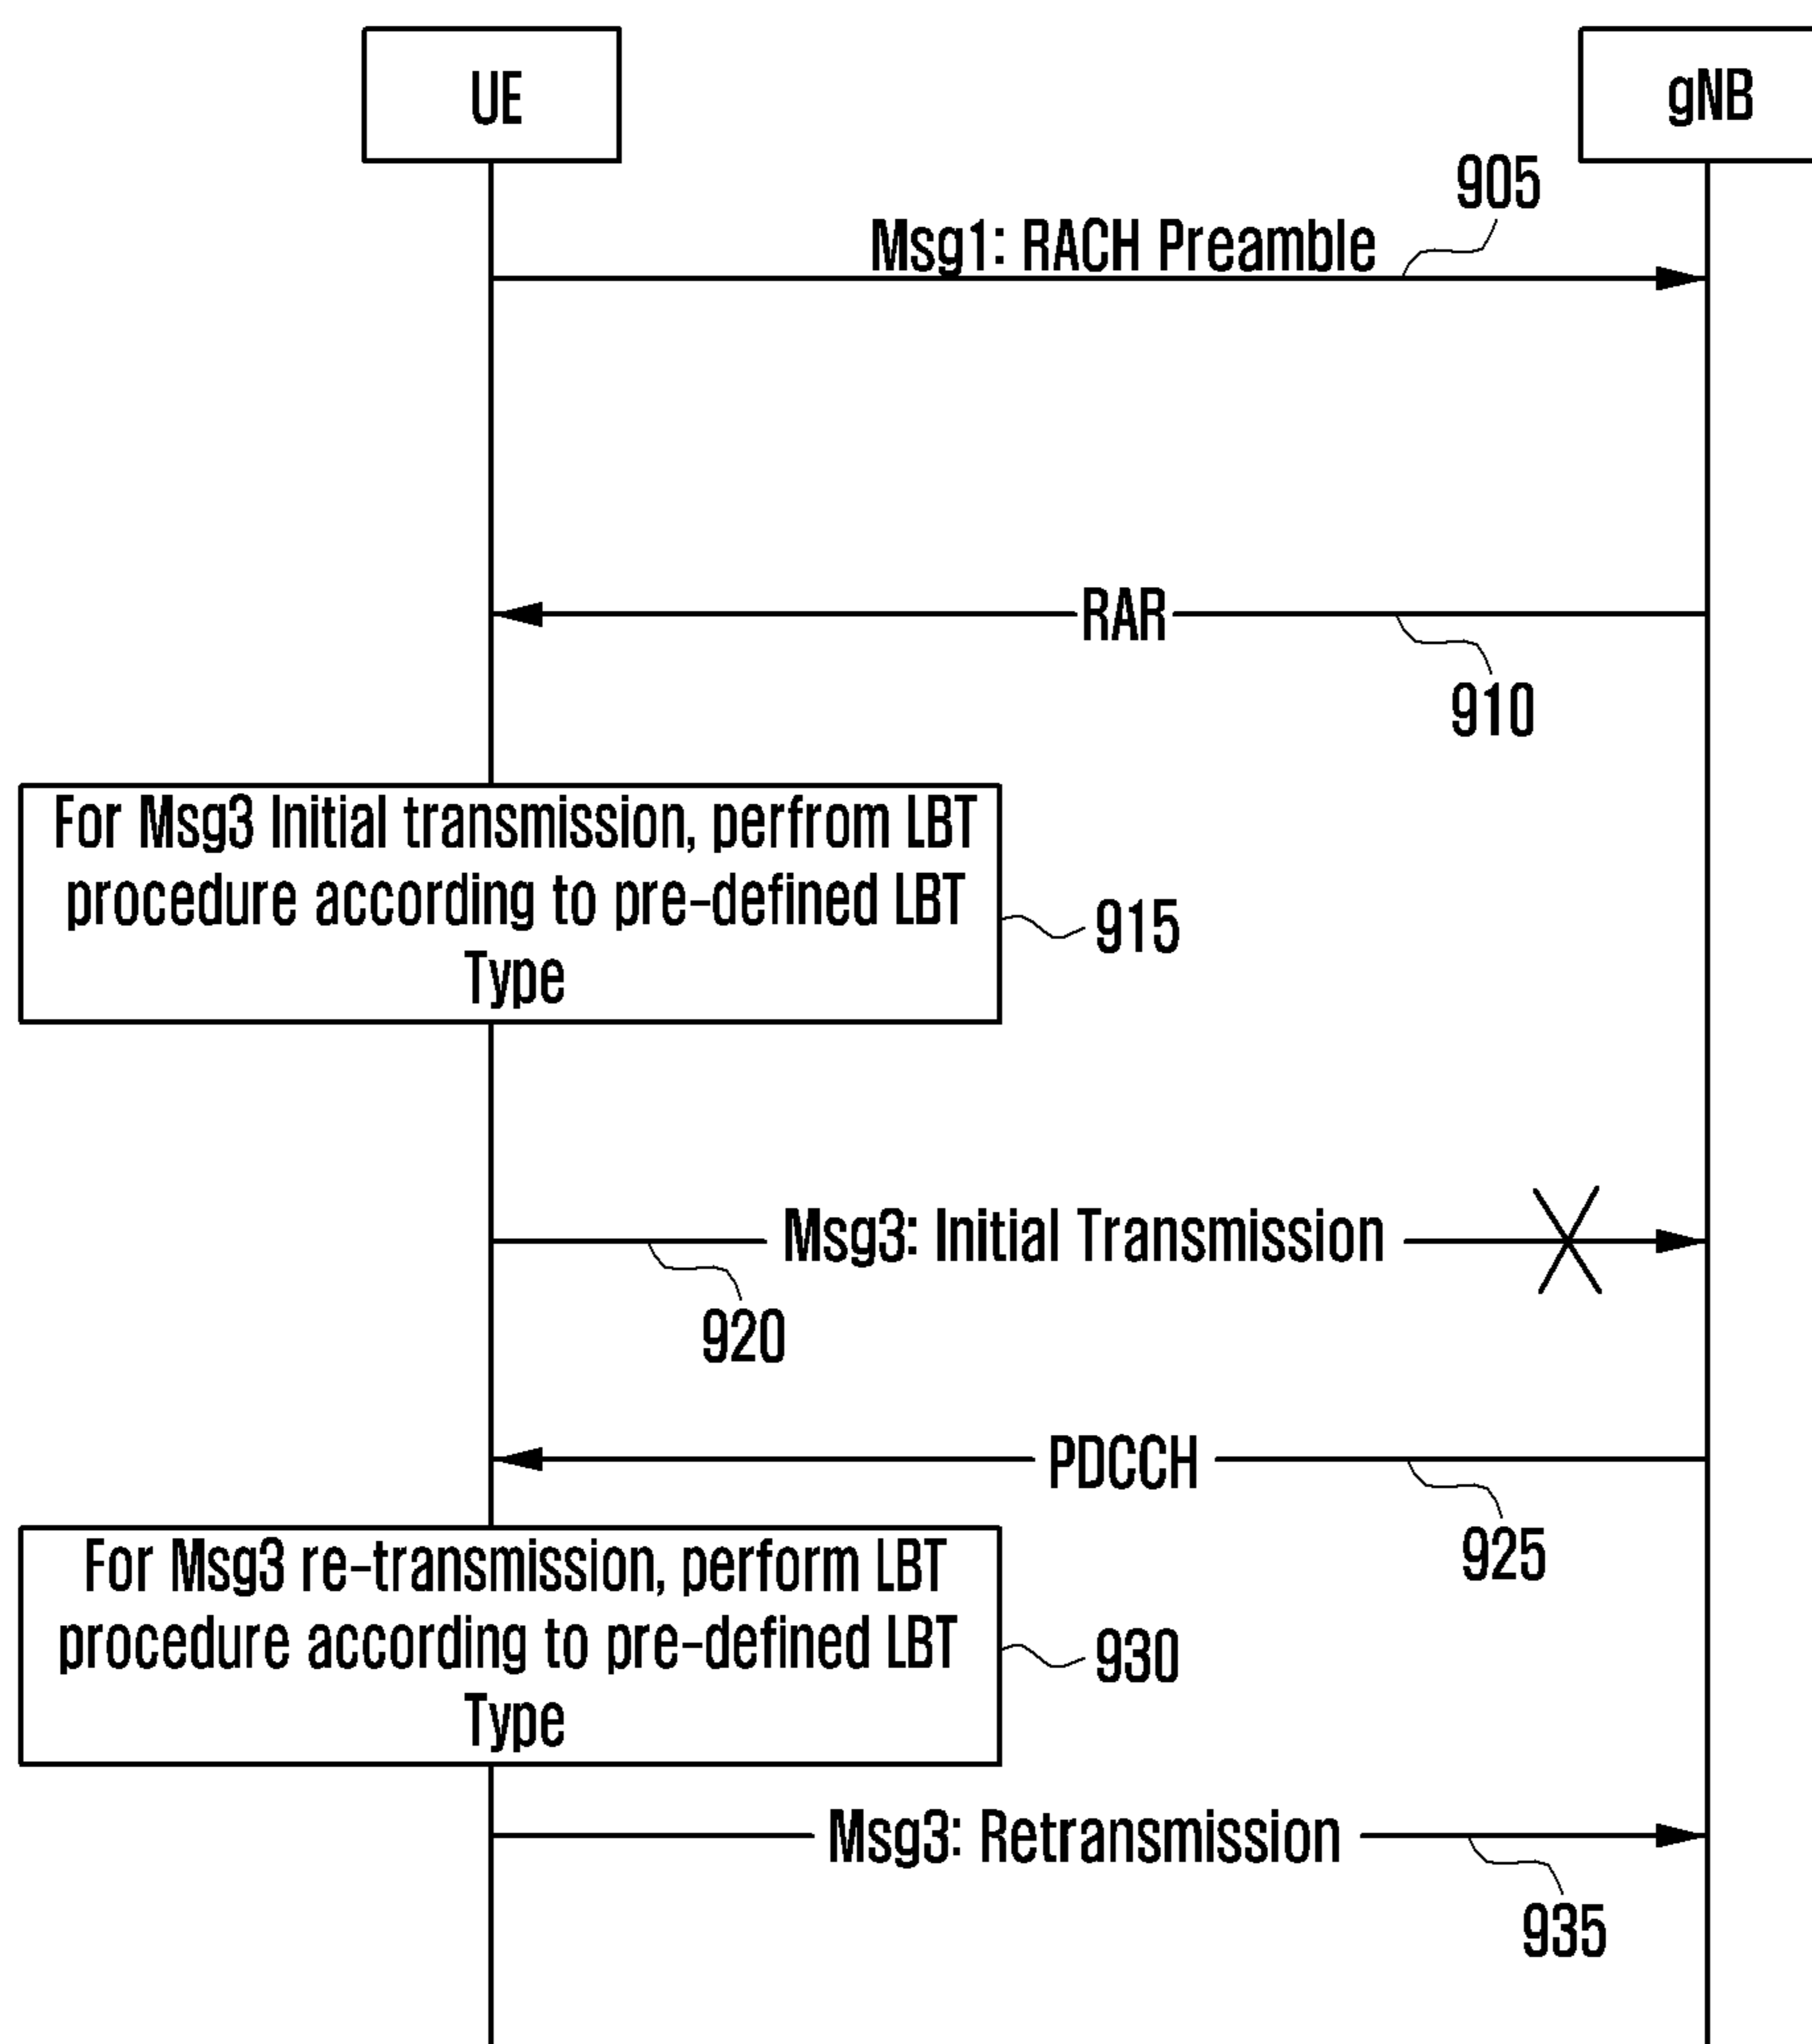 UE
gNB
905
Msg1: RACH Preamble
RAR
910
For Msg3 Initial transmission, perfrom LBT
procedure according to pre-defined LBT
Type
915
Msg3: Initial Transmission
920
PDCCH
925
For Msg3 re-transmission, perform LBT
procedure according to pre-defined LBT
Type
930
Msg3: Retransmission
935